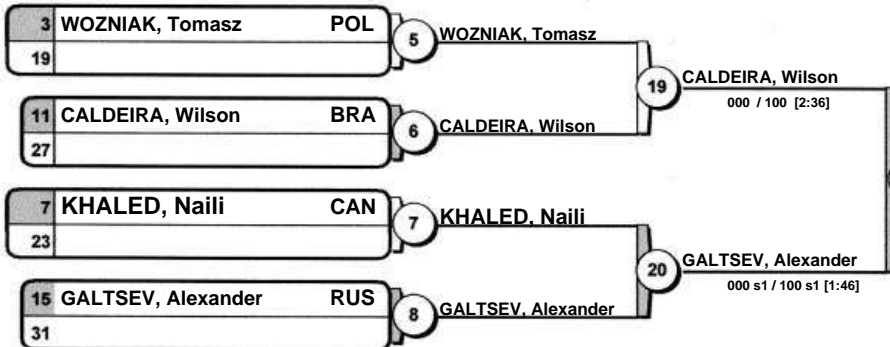 3 WOZNIAK, Tomasz POL
19
5 WOZNIAK, Tomasz
11 CALDEIRA, Wilson BRA
27
6 CALDEIRA, Wilson
19 CALDEIRA, Wilson
000 / 100 [2:36]
7 KHALED, Naili CAN
23
7 KHALED, Naili
15 GALTSEV, Alexander RUS
31
8 GALTSEV, Alexander
20 GALTSEV, Alexander
000 s1 / 100 s1 [1:46]